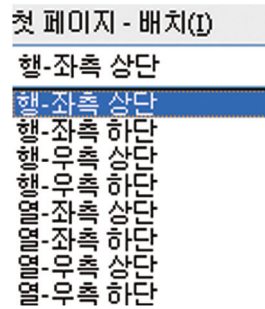 첫 페이지 - 배치(I)
행-좌측 상단
행-좌측 상단
행-좌측 하단
행-우측 상단
행-우측 하단
열-좌측 상단
열-좌측 하단
열-우측 상단
열-우측 하단